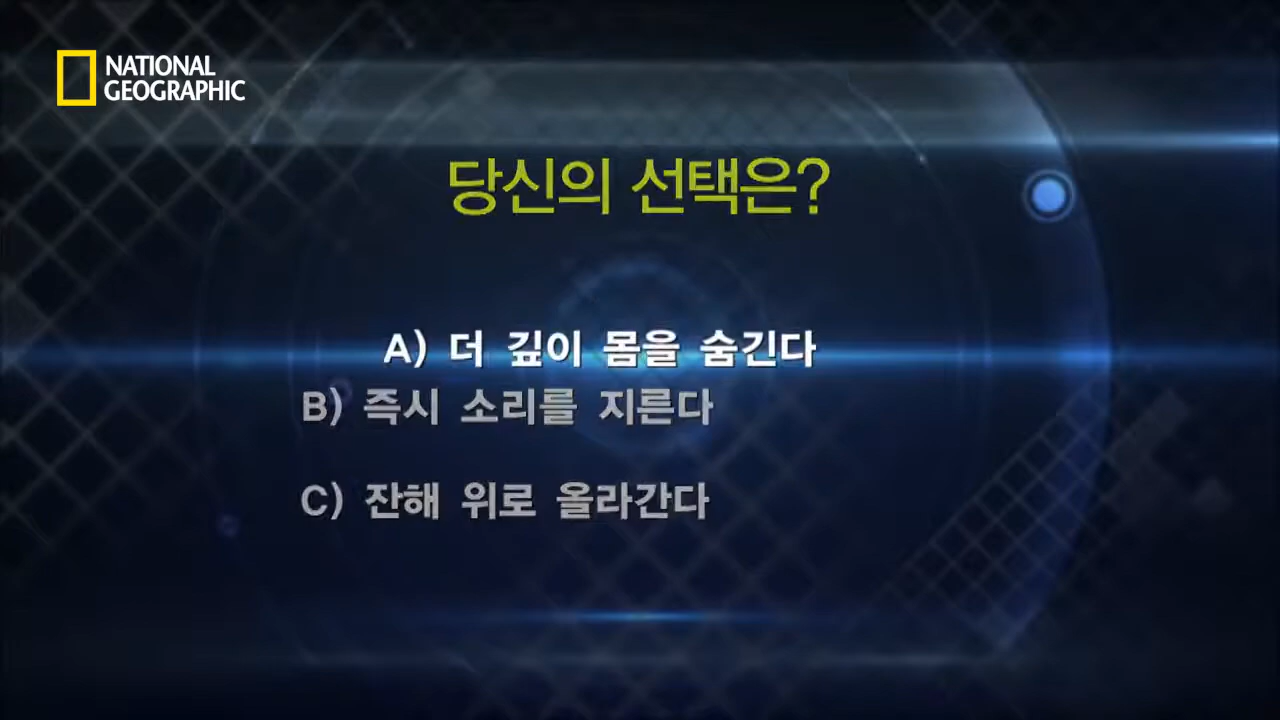 NATIONAL
GEOGRAPHIC
당신의 선택은?
A) 더 깊이 몸을 숨긴다
B) 즉시 소리를 지른다
C) 잔해 위로 올라간다